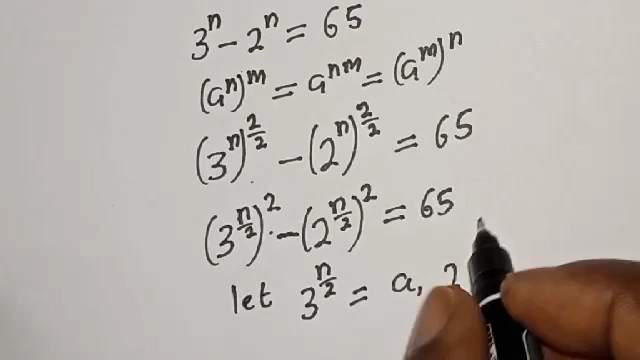 3^n - 2^n = 65
(a^n)^m = a^{nm} = (a^m)^n
(3^n)^{2/2} - (2^n)^{2/2} = 65
(3^{n/2})^2 - (2^{n/2})^2 = 65
let 3^{n/2} = a, 2